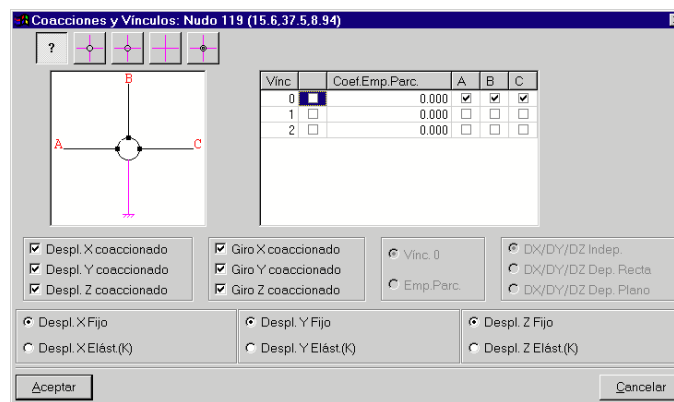 Coacciones y Vínculos: Nudo 119 (15.6,37.5,8.94)
?
B
A
C
Vínc Coef.Emp.Parc. A B C
0 0.000
1 0.000
2 0.000
Despl. X coaccionado
Despl. Y coaccionado
Despl. Z coaccionado
Giro X coaccionado
Giro Y coaccionado
Giro Z coaccionado
Vínc. 0
Emp.Parc.
DX/DY/DZ Indep.
DX/DY/DZ Dep. Recta
DX/DY/DZ Dep. Plano
Despl. X Fijo
Despl. X Elást.(K)
Despl. Y Fijo
Despl. Y Elást.(K)
Despl. Z Fijo
Despl. Z Elást.(K)
Aceptar
Cancelar